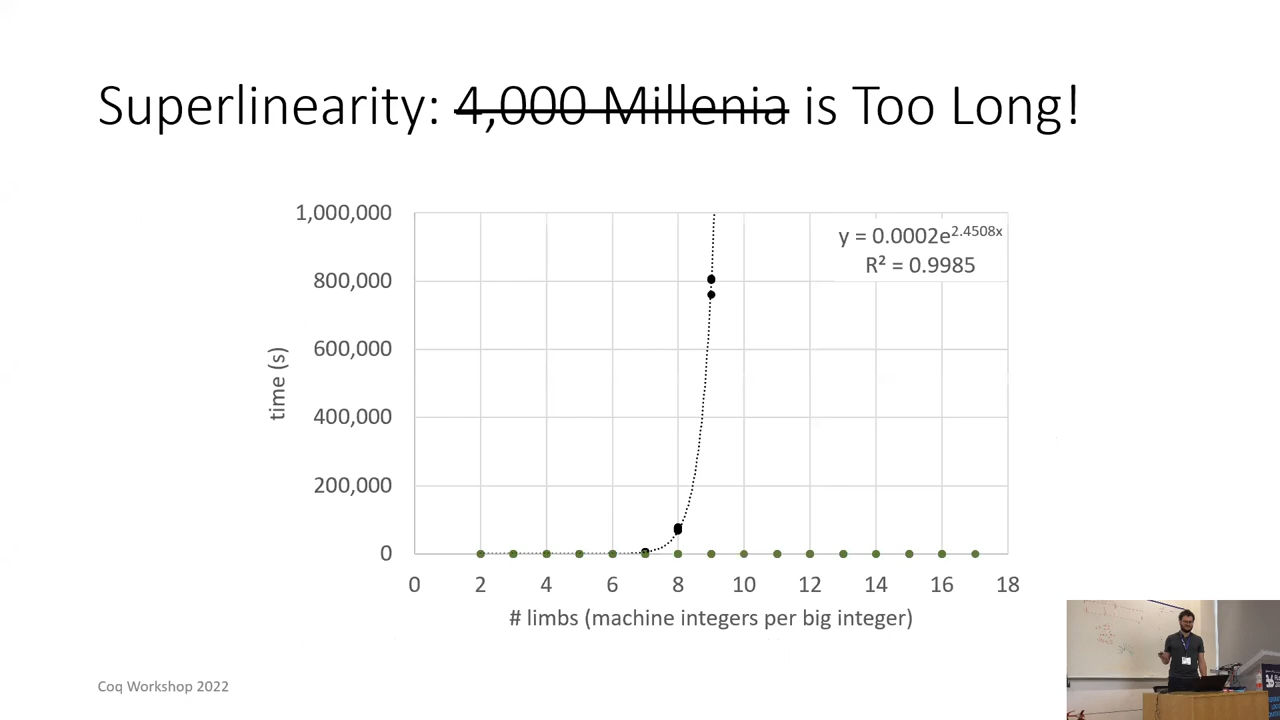 Superlinearity: 4,000 Millenia is Too Long!
1,000,000
800,000
600,000
400,000
200,000
0
time (s)
y = 0.0002e^2.4508x
R² = 0.9985
0 2 4 6 8 10 12 14 16 18
# limbs (machine integers per big integer)
Coq Workshop 2022